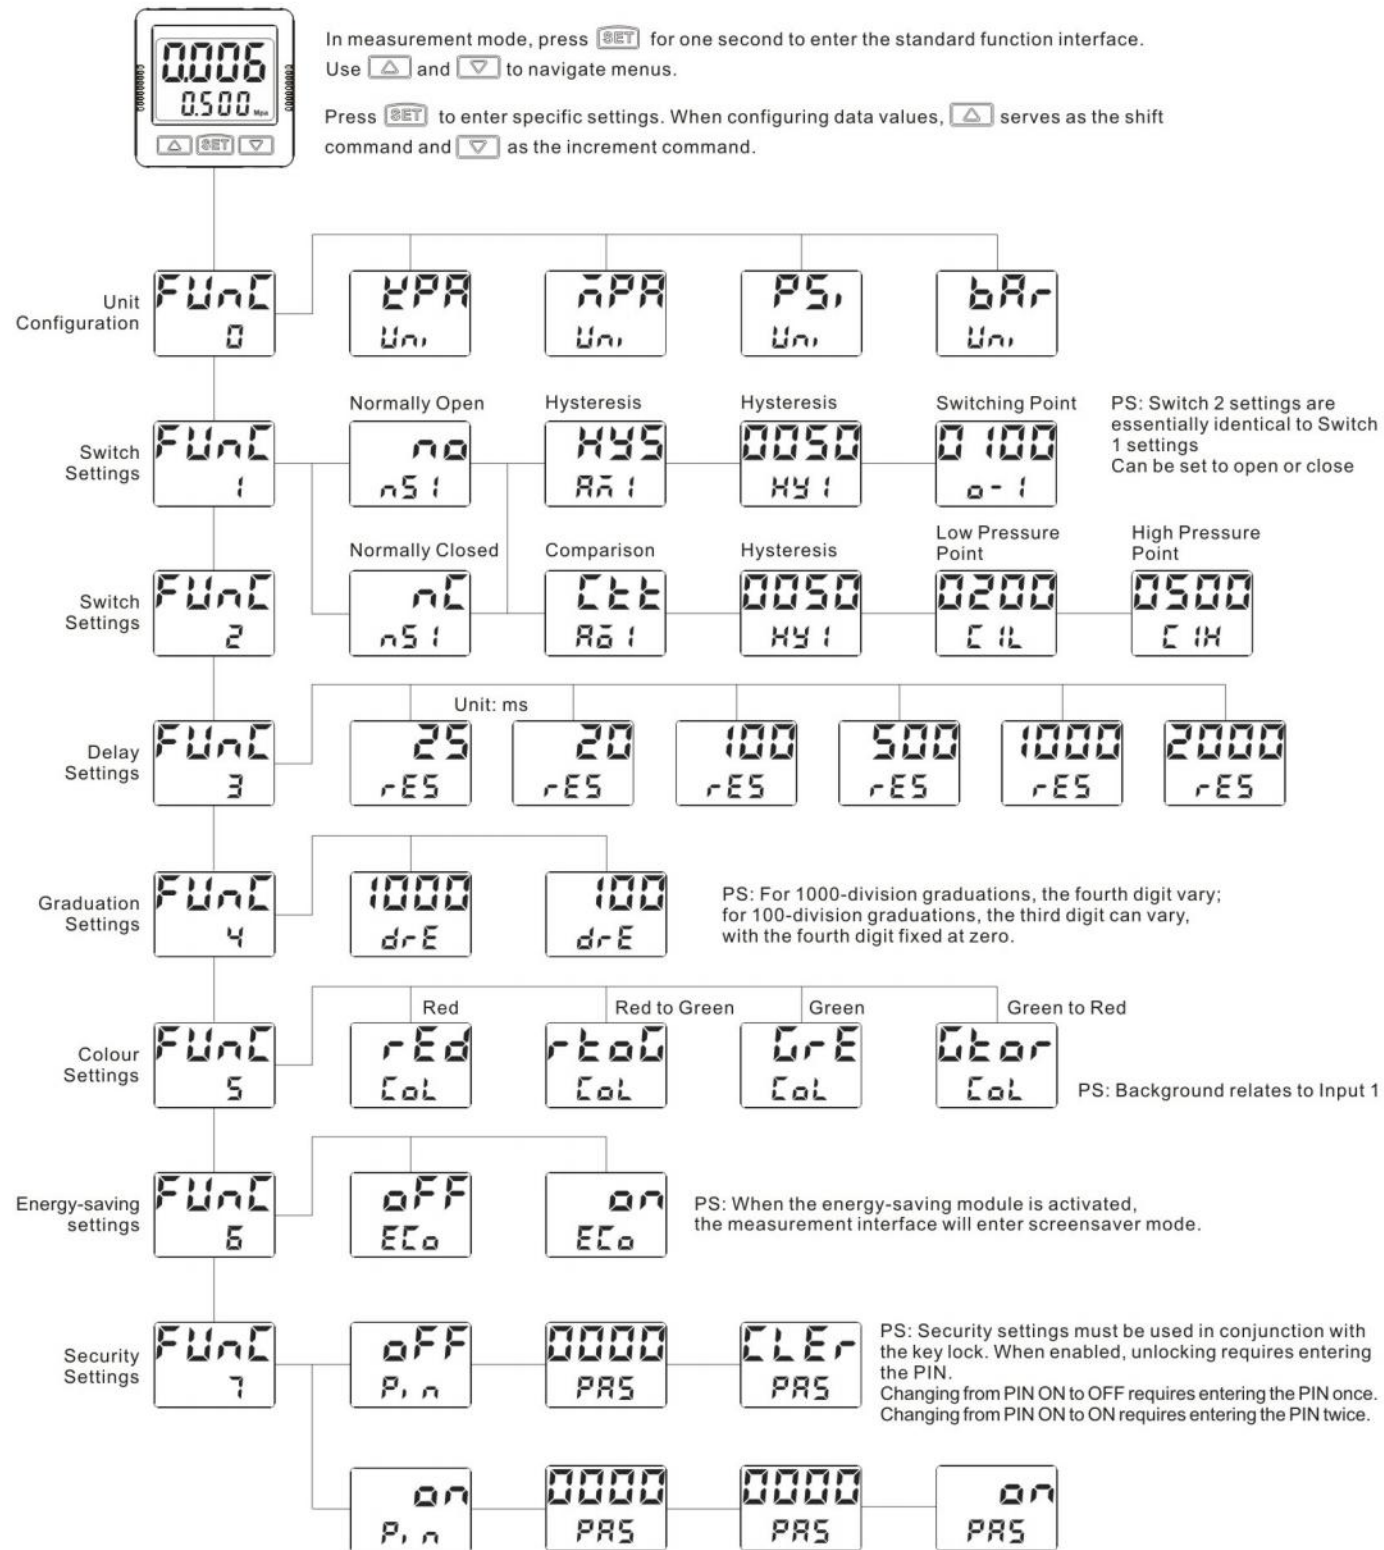 0.006
0.500 Mpa
SET
In measurement mode, press SET for one second to enter the standard function interface.
Use △ and ▽ to navigate menus.
Press SET to enter specific settings. When configuring data values, △ serves as the shift
command and ▽ as the increment command.
Unit
Configuration
FUnC
0
KPA
Uni
MPA
Uni
PSi
Uni
bAr
Uni
Switch
Settings
FUnC
1
Normally Open
no
nS1
Hysteresis
HYS
Am1
Hysteresis
0050
HY1
Switching Point
0100
o-1
PS: Switch 2 settings are
essentially identical to Switch
1 settings
Can be set to open or close
Switch
Settings
FUnC
2
Normally Closed
nC
nS1
Comparison
Ctt
Ao1
Hysteresis
0050
HY1
Low Pressure
Point
0200
C1L
High Pressure
Point
0500
C1H
Delay
Settings
FUnC
3
Unit: ms
25
rES
20
rES
100
rES
500
rES
1000
rES
2000
rES
Graduation
Settings
FUnC
4
1000
drE
100
drE
PS: For 1000-division graduations, the fourth digit vary;
for 100-division graduations, the third digit can vary,
with the fourth digit fixed at zero.
Colour
Settings
FUnC
5
Red
rEd
CoL
Red to Green
rtoG
CoL
Green
GrE
CoL
Green to Red
Gtor
CoL
PS: Background relates to Input 1
Energy-saving
settings
FUnC
6
oFF
ECo
on
ECo
PS: When the energy-saving module is activated,
the measurement interface will enter screensaver mode.
Security
Settings
FUnC
7
oFF
Pin
0000
PAS
CLEr
PAS
PS: Security settings must be used in conjunction with
the key lock. When enabled, unlocking requires entering
the PIN.
Changing from PIN ON to OFF requires entering the PIN once.
Changing from PIN ON to ON requires entering the PIN twice.
on
Pin
0000
PAS
0000
PAS
on
PAS